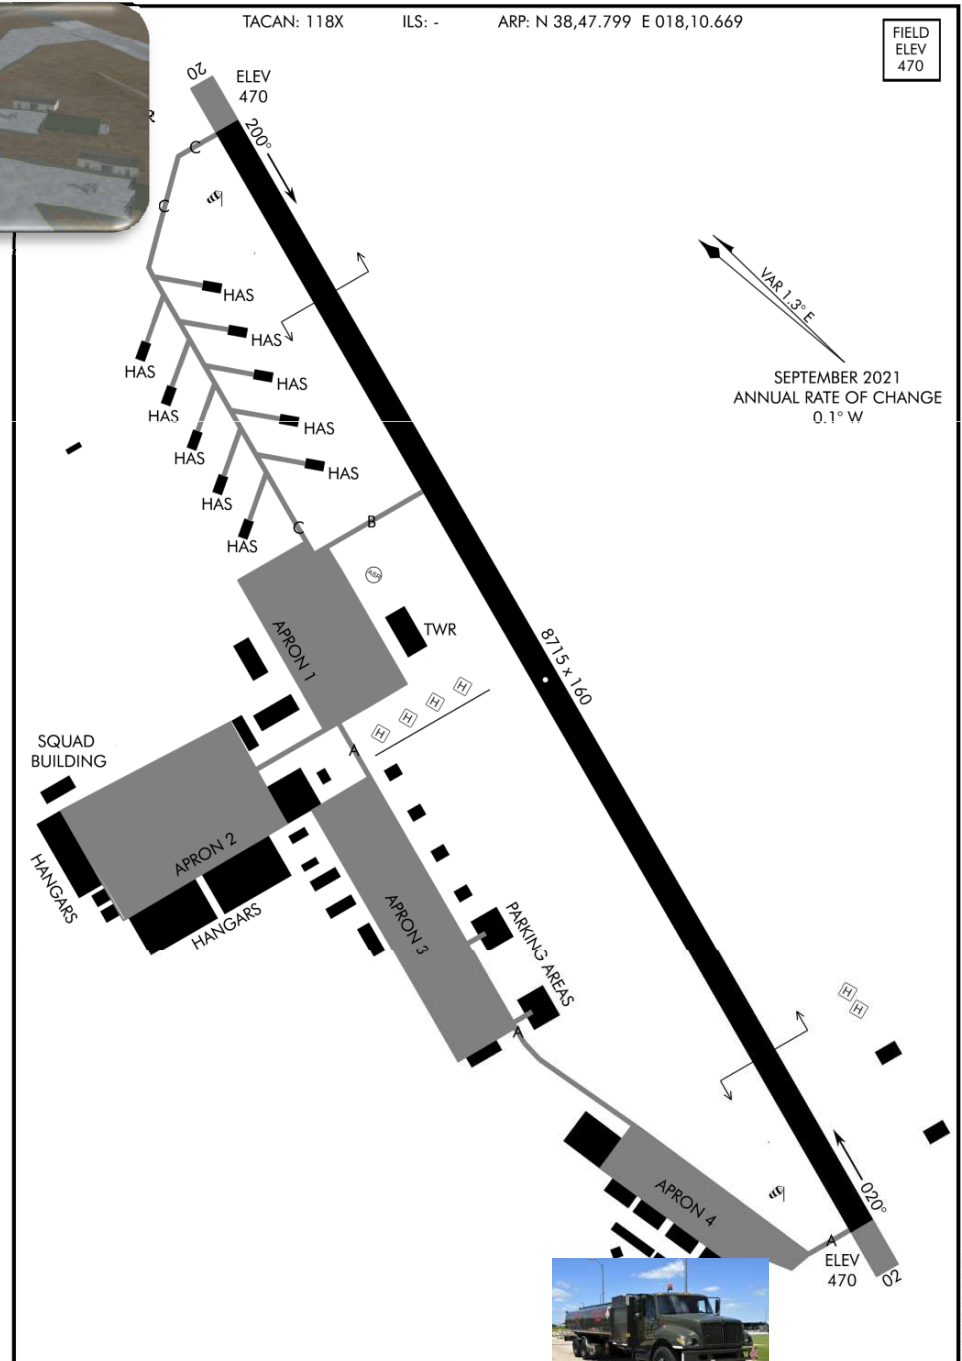 TACAN: 118X ILS: - ARP: N 38,47.799 E 018,10.669
FIELD
ELEV
470
20
ELEV
470
200°
C
C
HAS
HAS
HAS
HAS
HAS
HAS
HAS
HAS
HAS
HAS
VAR 1.3° E
SEPTEMBER 2021
ANNUAL RATE OF CHANGE
0.1° W
C
B
ASR
TWR
APRON 1
8715 x 160
H
H
H
H
A
SQUAD
BUILDING
APRON 2
HANGARS
HANGARS
APRON 3
PARKING AREAS
A
H
H
APRON 4
020°
A
ELEV
470
02